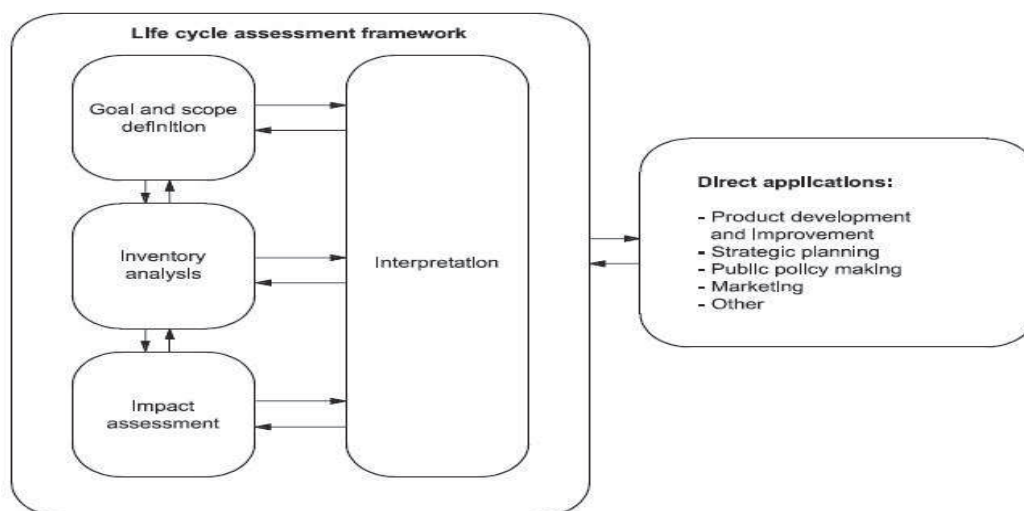 Life cycle assessment framework
Goal and scope
definition
Inventory
analysis
Impact
assessment
Interpretation
Direct applications:
- Product development
and improvement
- Strategic planning
- Public policy making
- Marketing
- Other